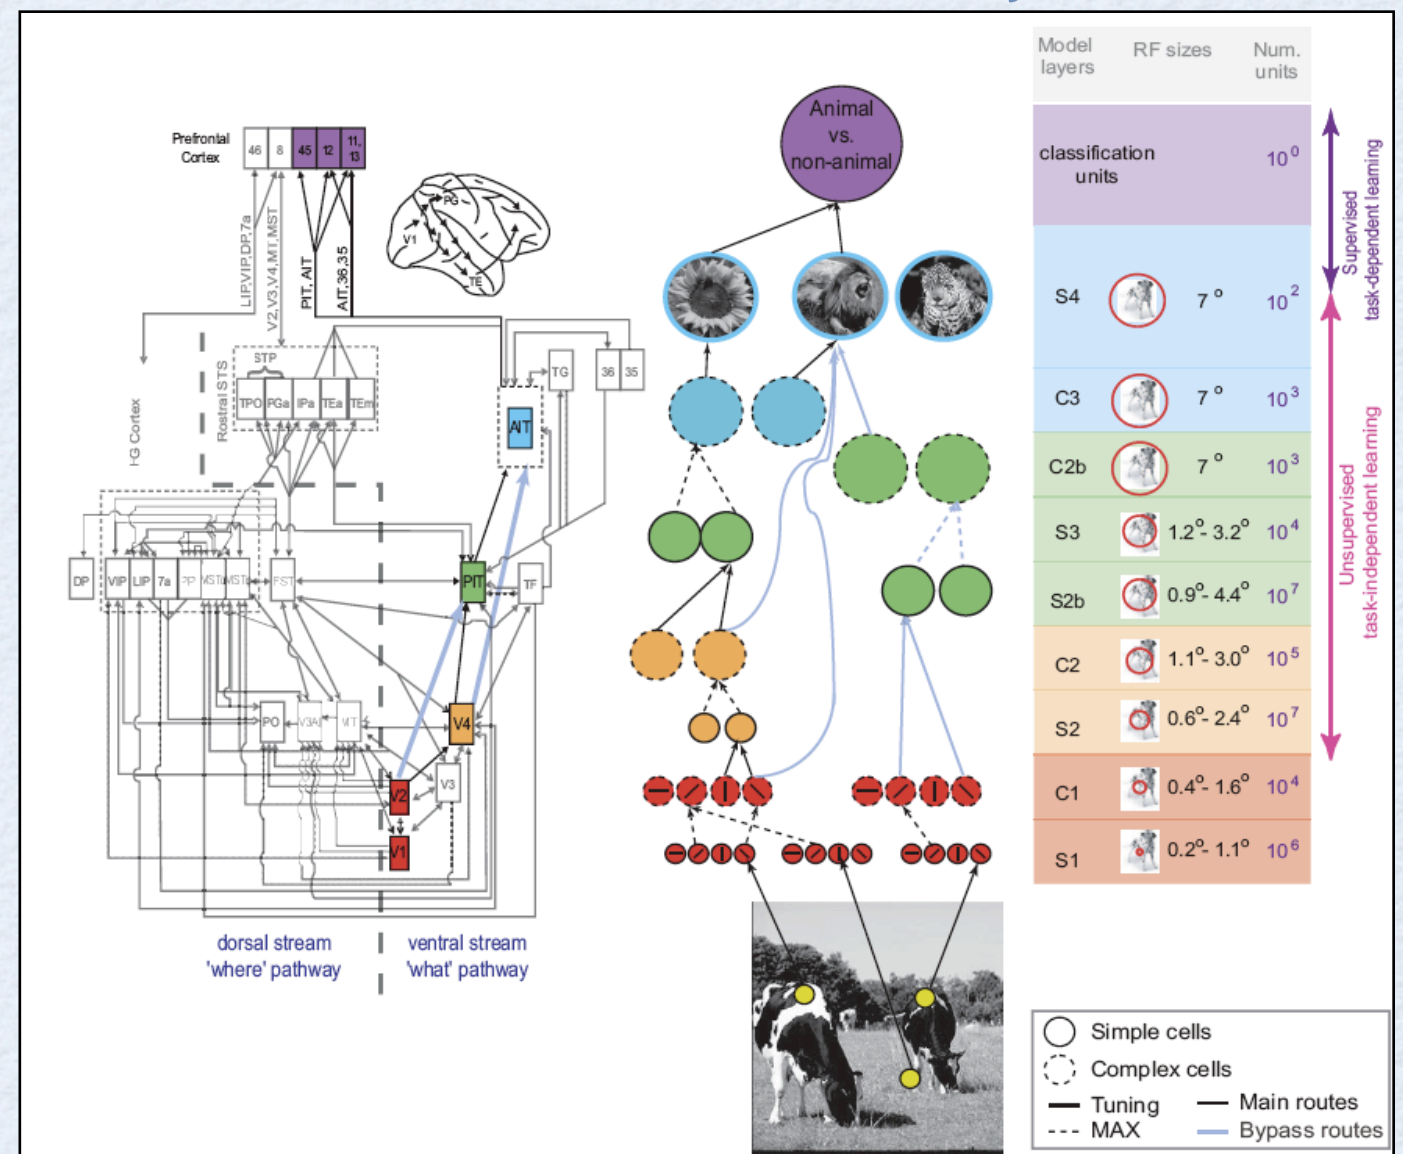 Prefrontal
Cortex
46
8
45
12
11,
13
LIP,VIP,DP,7a
V2,V3,V4,MT,MST
PIT, AIT
AIT,36,35
PG
V1
TE
Rostral STS
STP
TPO
PGa
IPa
TEa
TEm
TG
36
35
AIT
DP
VIP
LIP
7a
PP
FST
PIT
TF
PO
V3A
MT
V4
V2
V3
V1
dorsal stream
'where' pathway
ventral stream
'what' pathway
Animal
vs.
non-animal
Model
layers
RF sizes
Num.
units
classification
units
10⁰
S4
7 °
10²
C3
7 °
10³
C2b
7 °
10³
S3
1.2°- 3.2°
10⁴
S2b
0.9°- 4.4°
10⁷
C2
1.1°- 3.0°
10⁵
S2
0.6°- 2.4°
10⁷
C1
0.4°- 1.6°
10⁴
S1
0.2°- 1.1°
10⁶
Supervised
task-dependent learning
Unsupervised
task-independent learning
Simple cells
Complex cells
Tuning
Main routes
MAX
Bypass routes